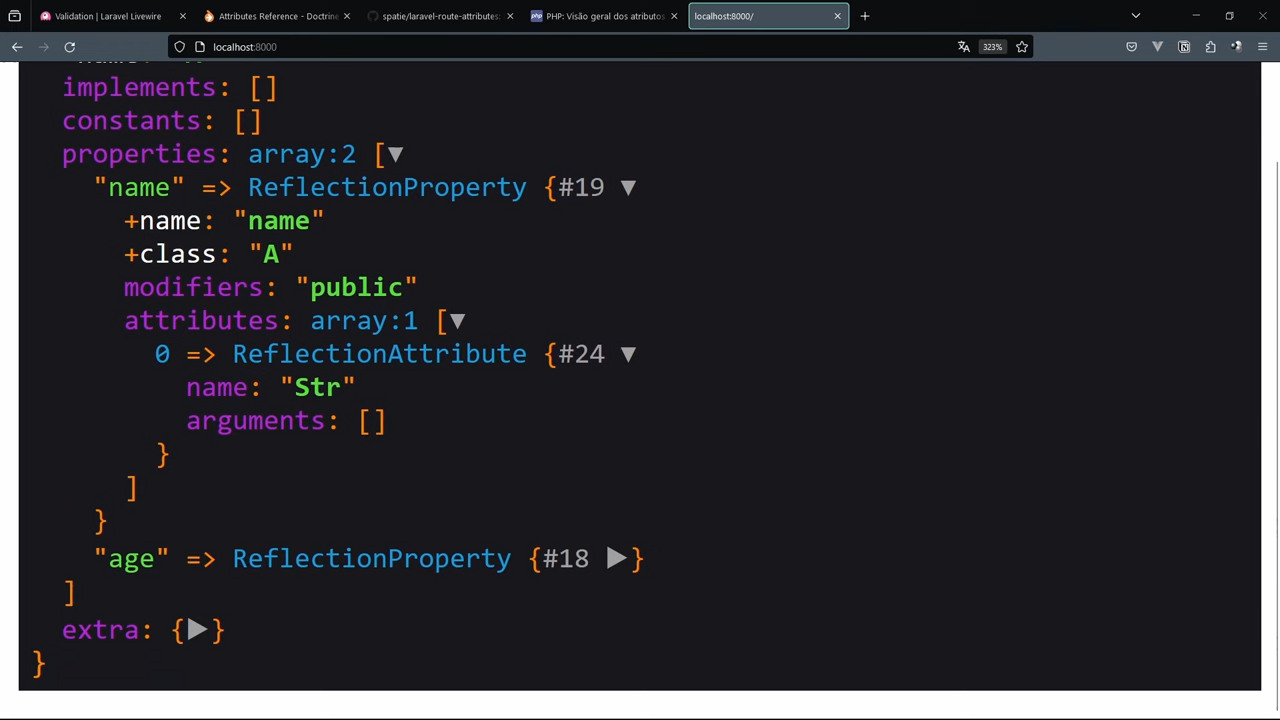 Validation | Laravel Livewire
Attributes Reference - Doctrine
spatie/laravel-route-attributes:
PHP: Visão geral dos atributos
localhost:8000/
localhost:8000
323%
implements: []
constants: []
properties: array:2 [▼
"name" => ReflectionProperty {#19 ▼
+name: "name"
+class: "A"
modifiers: "public"
attributes: array:1 [▼
0 => ReflectionAttribute {#24 ▼
name: "Str"
arguments: []
}
]
}
"age" => ReflectionProperty {#18 ▶}
]
extra: {▶}
}